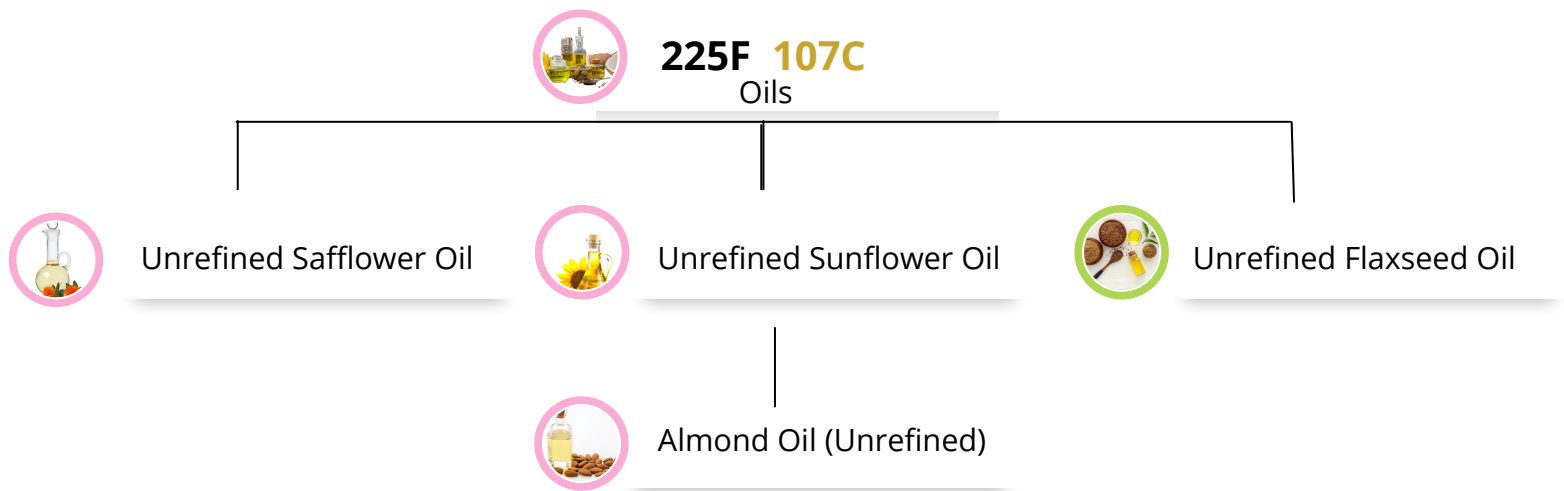 225F 107C
Oils
Unrefined Safflower Oil
Unrefined Sunflower Oil
Unrefined Flaxseed Oil
Almond Oil (Unrefined)